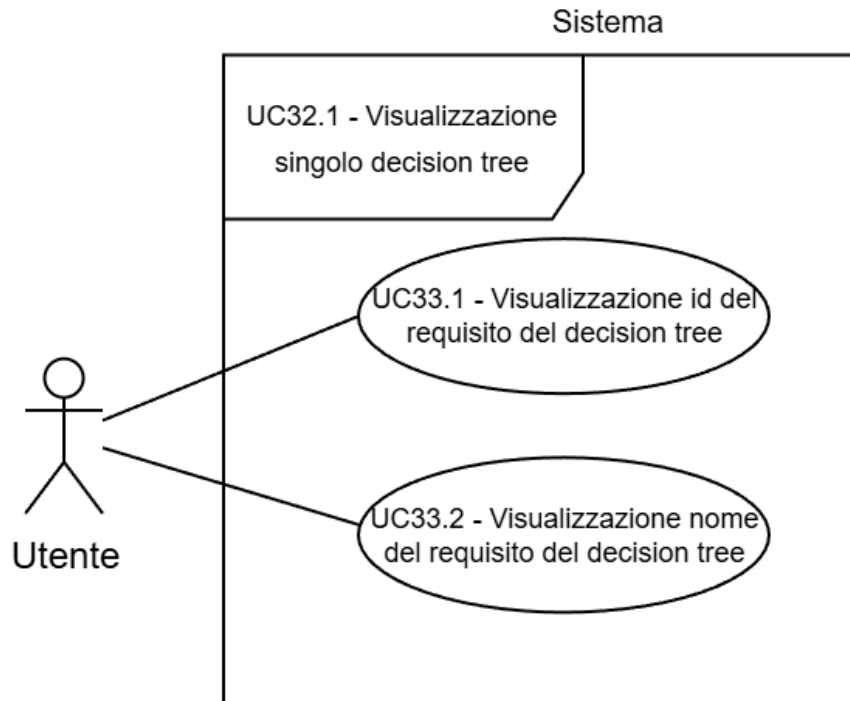 Sistema
UC32.1 - Visualizzazione
singolo decision tree
UC33.1 - Visualizzazione id del
requisito del decision tree
UC33.2 - Visualizzazione nome
del requisito del decision tree
Utente